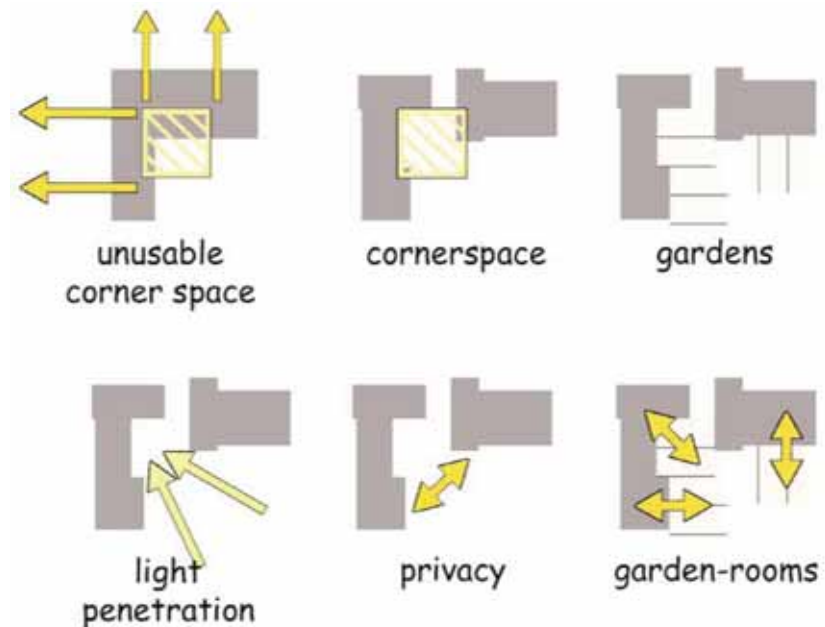 unusable
corner space
cornerspace
gardens
light
penetration
privacy
garden-rooms